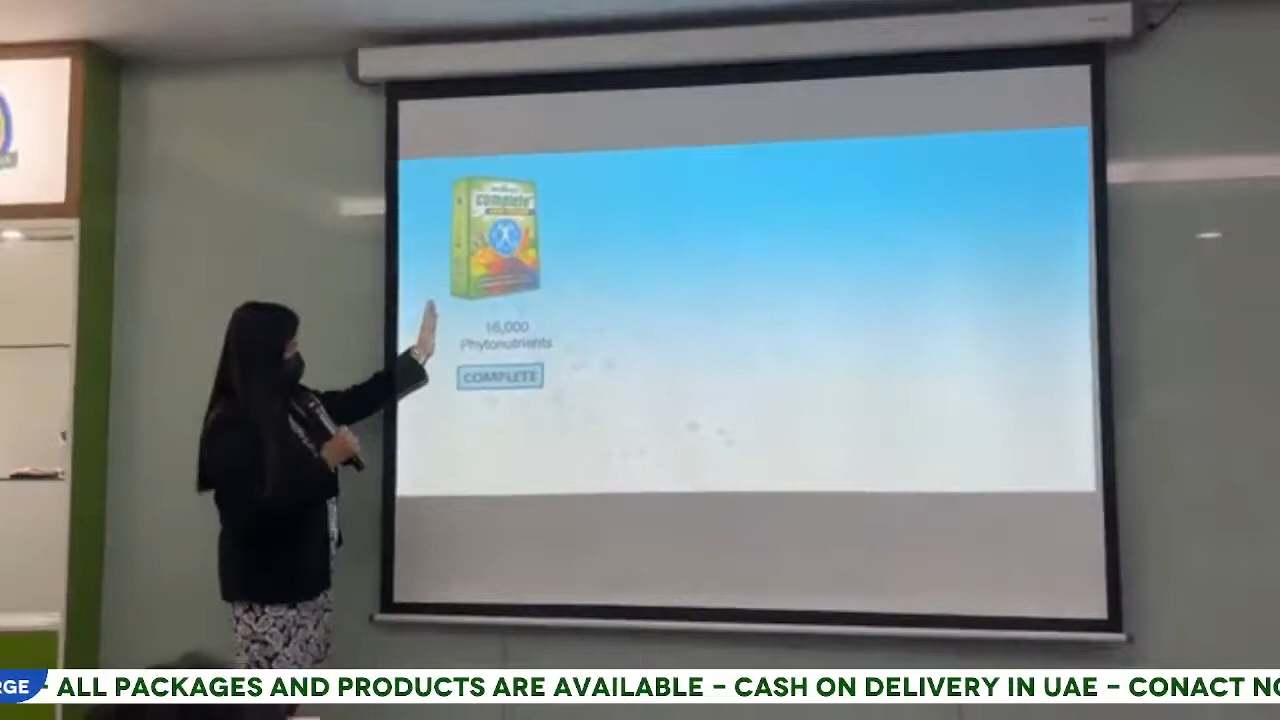 complete
16,000
Phytonutrients
COMPLETE
RGE - ALL PACKAGES AND PRODUCTS ARE AVAILABLE - CASH ON DELIVERY IN UAE - CONACT NO